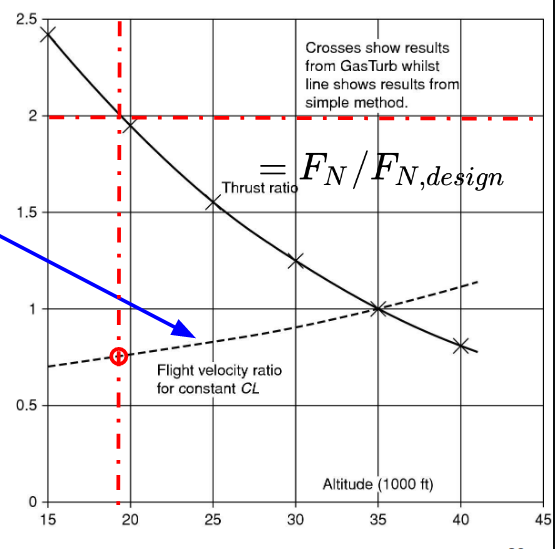 2.5
Crosses show results
from GasTurb whilst
line shows results from
simple method.
2
= F_N/F_{N,design}
Thrust ratio
1.5
1
Flight velocity ratio
for constant CL
0.5
Altitude (1000 ft)
0
15 20 25 30 35 40 45